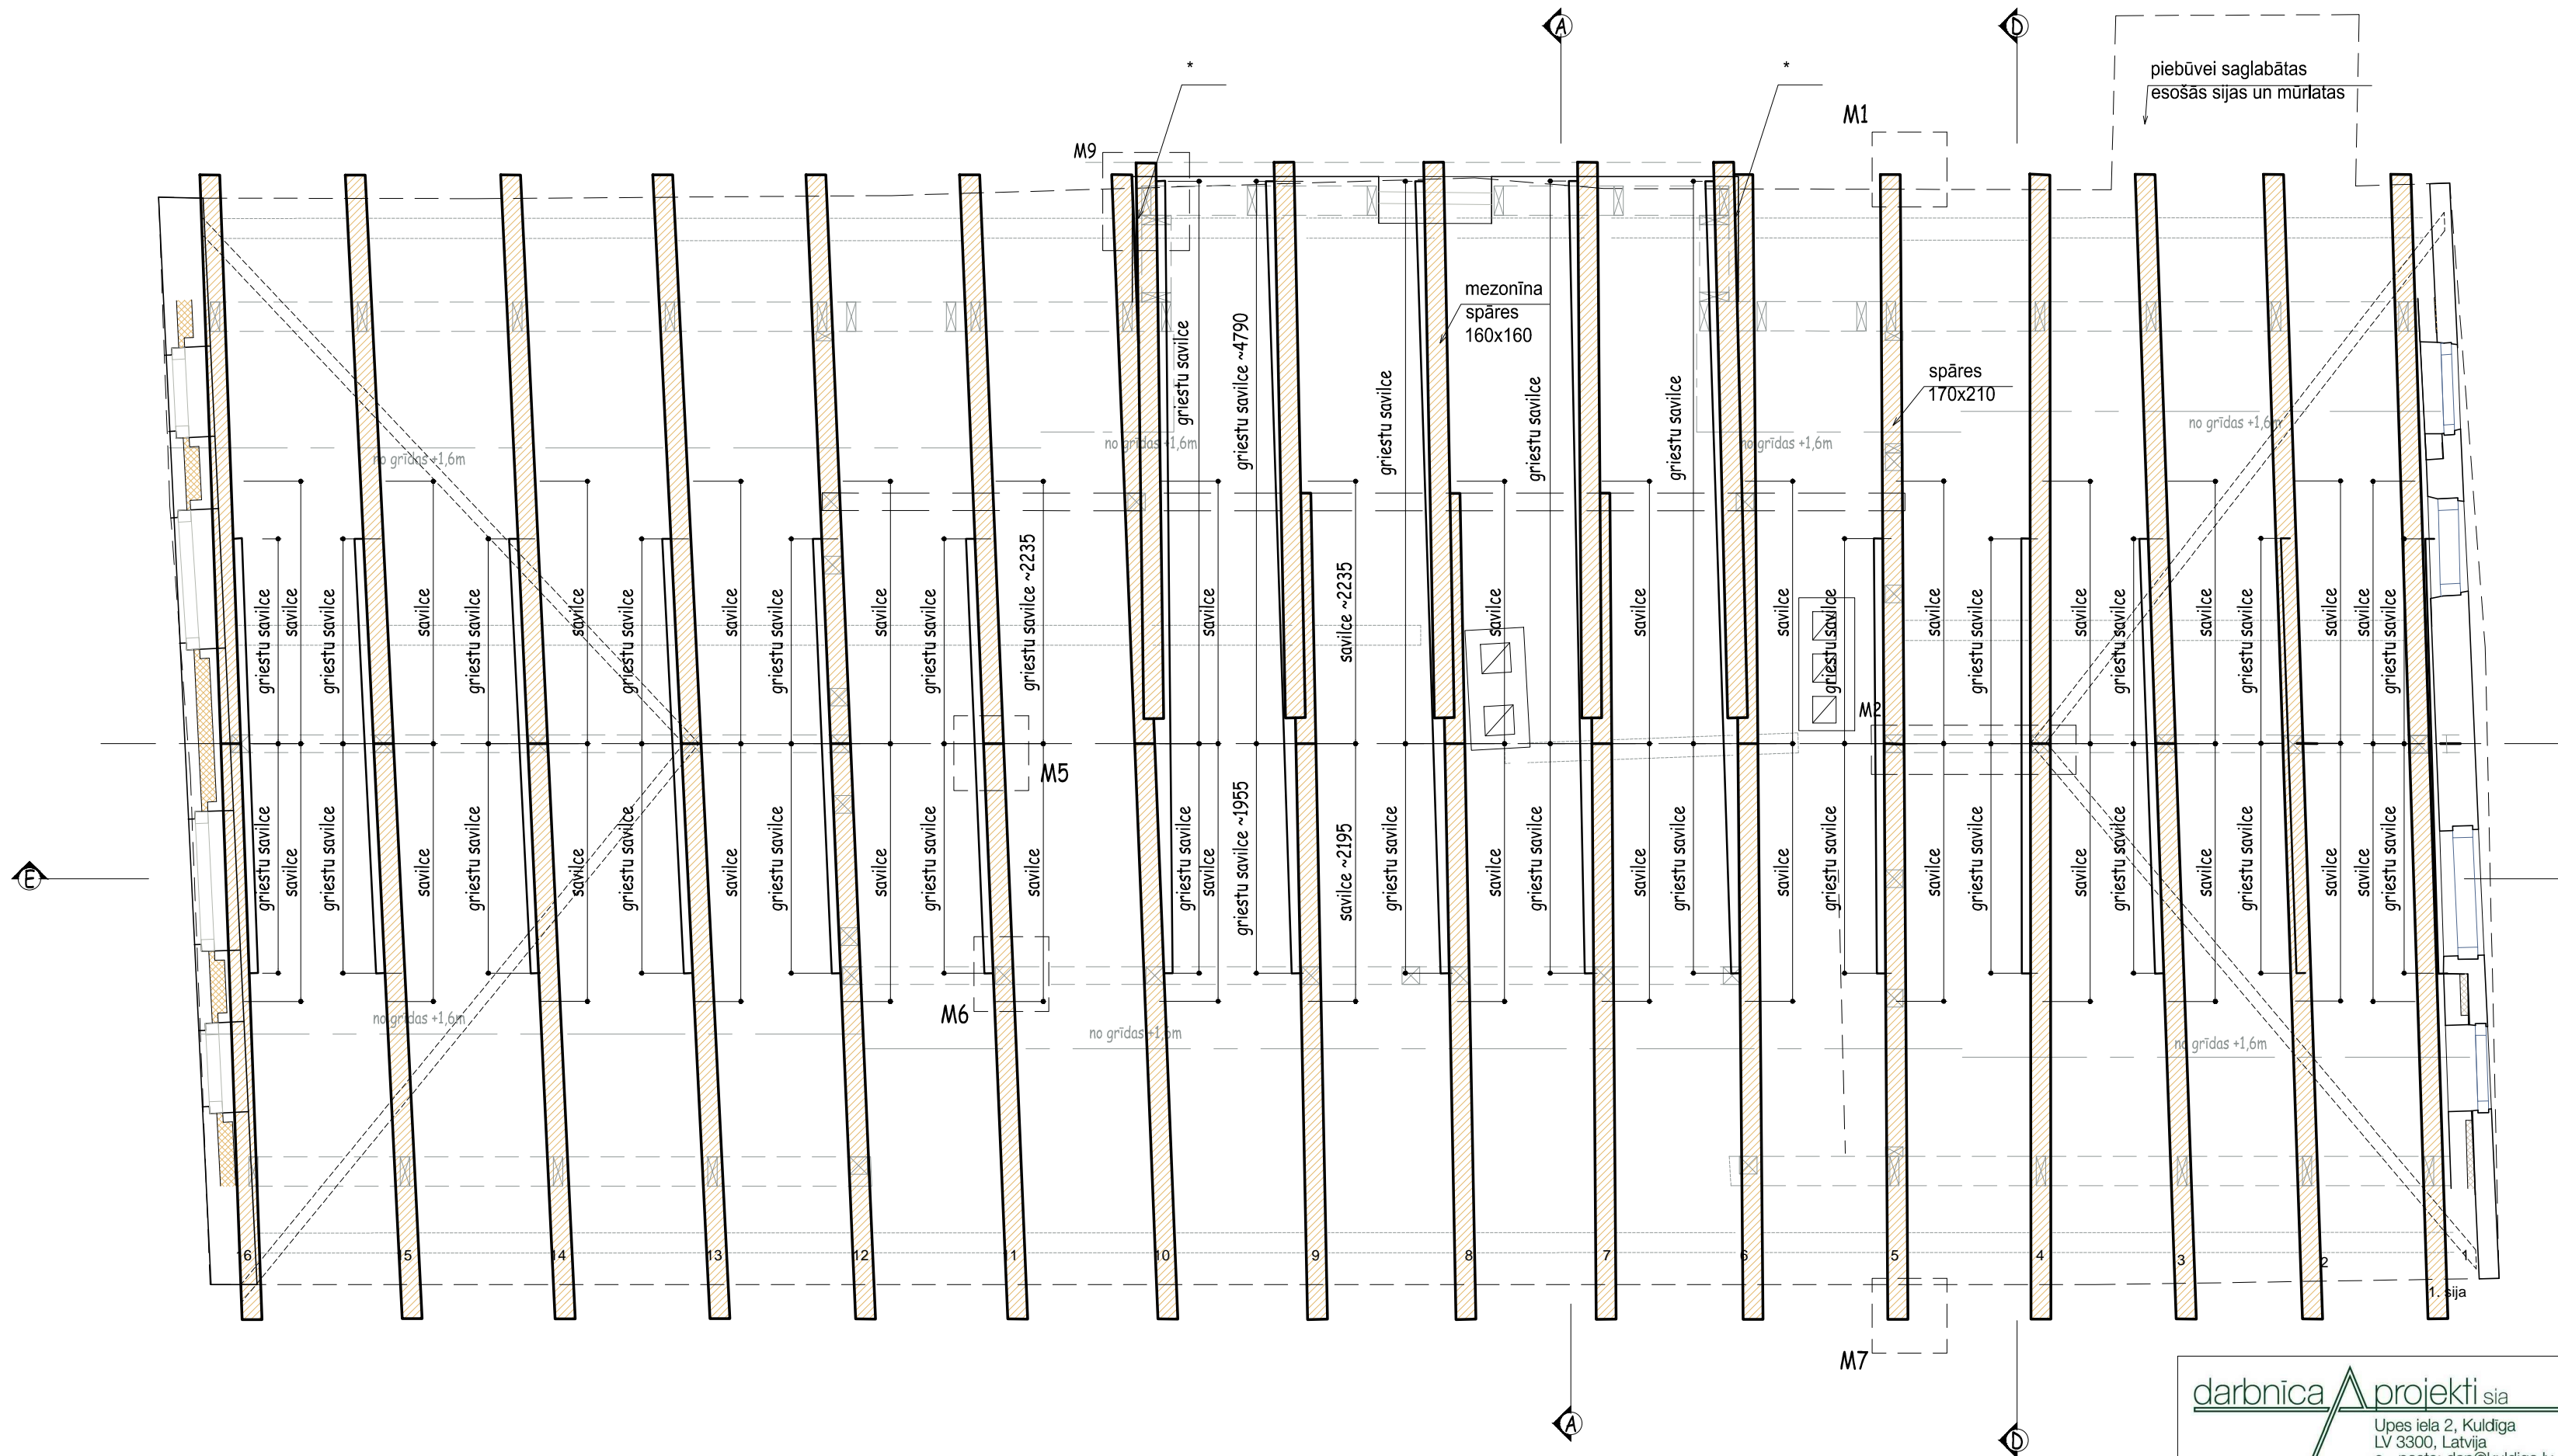 A
D
*
*
piebūvei saglabātas
esošās sijas un mūrlatas
M1
M9
mezonīna
spāres
160x160
spāres
170x210
no grīdas +1,6m
no grīdas +1,6m
no grīdas +1,6m
no grīdas +1,6m
griestu savilce
griestu savilce ~4790
griestu savilce
griestu savilce
griestu savilce
griestu savilce
savilce
griestu savilce
savilce
griestu savilce
savilce
griestu savilce
savilce
griestu savilce
savilce
griestu savilce
griestu savilce ~2235
savilce
savilce ~2235
savilce
savilce
savilce
griestu savilce
savilce
griestu savilce
savilce
griestu savilce
savilce
griestu savilce
savilce
savilce
griestu savilce
M2
M5
griestu savilce
savilce
griestu savilce
savilce
griestu savilce
savilce
griestu savilce
savilce
griestu savilce
savilce
griestu savilce
savilce
griestu savilce
savilce
griestu savilce ~1955
savilce ~2195
griestu savilce
savilce
griestu savilce
savilce
griestu savilce
savilce
griestu savilce
savilce
griestu savilce
savilce
griestu savilce
savilce
griestu savilce
savilce
savilce
griestu savilce
E
M6
no grīdas +1,6m
no grīdas +1,6m
no grīdas +1,6m
16
15
14
13
12
11
10
9
8
7
6
5
4
3
2
1
1. sija
M7
A
D
darbnīca A projekti sia
Upes iela 2, Kuldīga
LV 3300, Latvija